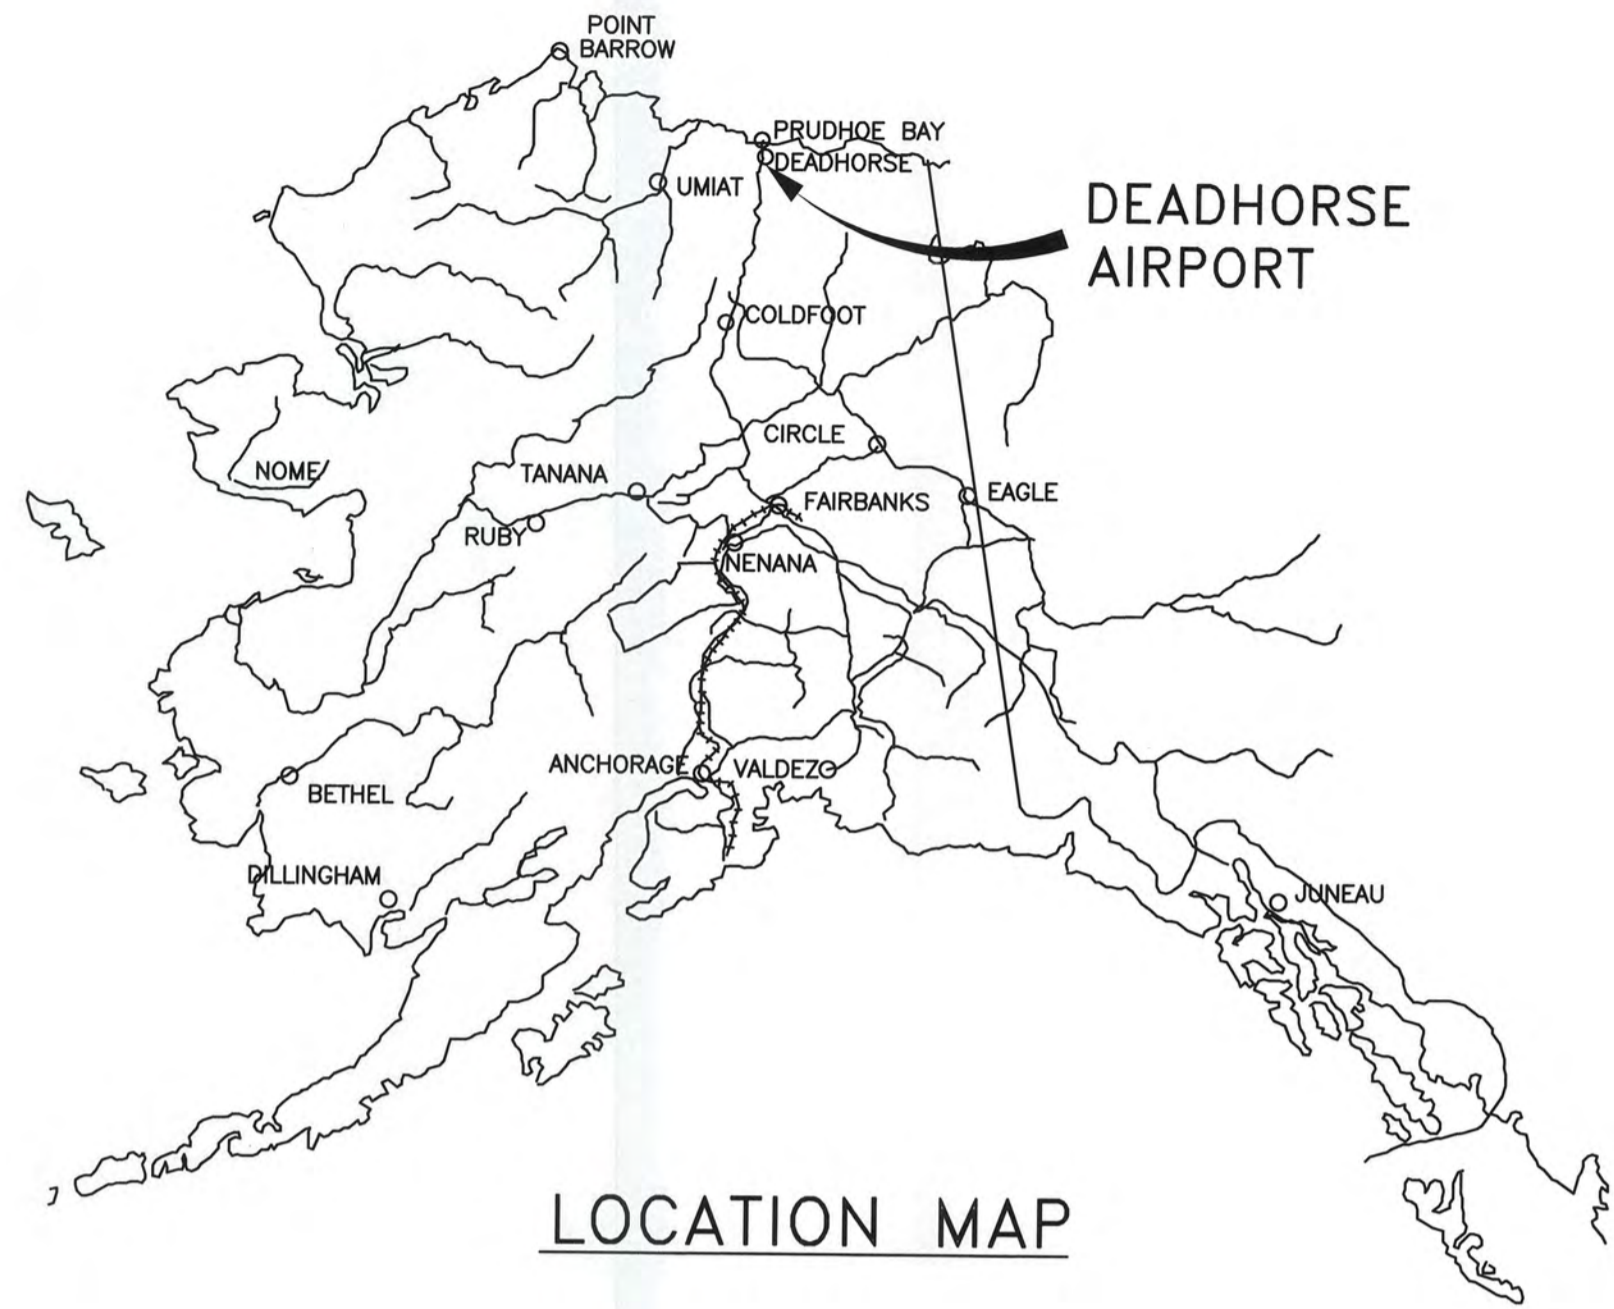 POINT
BARROW
PRUDHOE BAY
DEADHORSE
UMIAT
DEADHORSE
AIRPORT
COLDFOOT
CIRCLE
NOME
TANANA
EAGLE
FAIRBANKS
RUBY
NENANA
ANCHORAGE
VALDEZ
BETHEL
DILLINGHAM
JUNEAU
LOCATION MAP